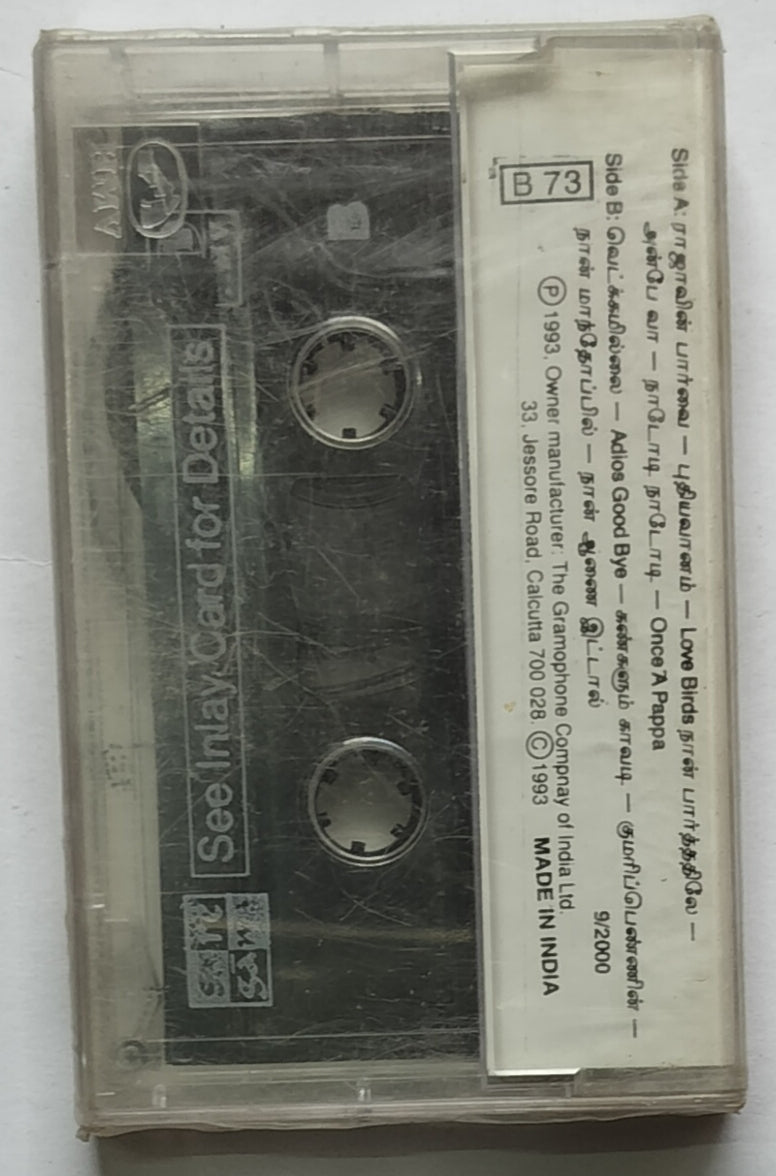 Side A: ராஜாவின் பார்வை — புதியவானம் — Love Birds நான் பார்த்ததிலே —
அன்பே வா — நாடோடி நாடோடி — Once A Pappa
Side B: வெட்கமில்லை — Adios Good Bye — கண்களும் காவடி — குமரிப்பெண்ணின் —
நான் மாந்தோப்பில் — நான் ஆணை இட்டால்
9/2000
B 73
Ⓟ 1993, Owner manufacturer: The Gramophone Compnay of India Ltd.
33, Jessore Road, Calcutta 700 028. Ⓒ 1993 MADE IN INDIA
B
HMV
See Inlay Card for Details